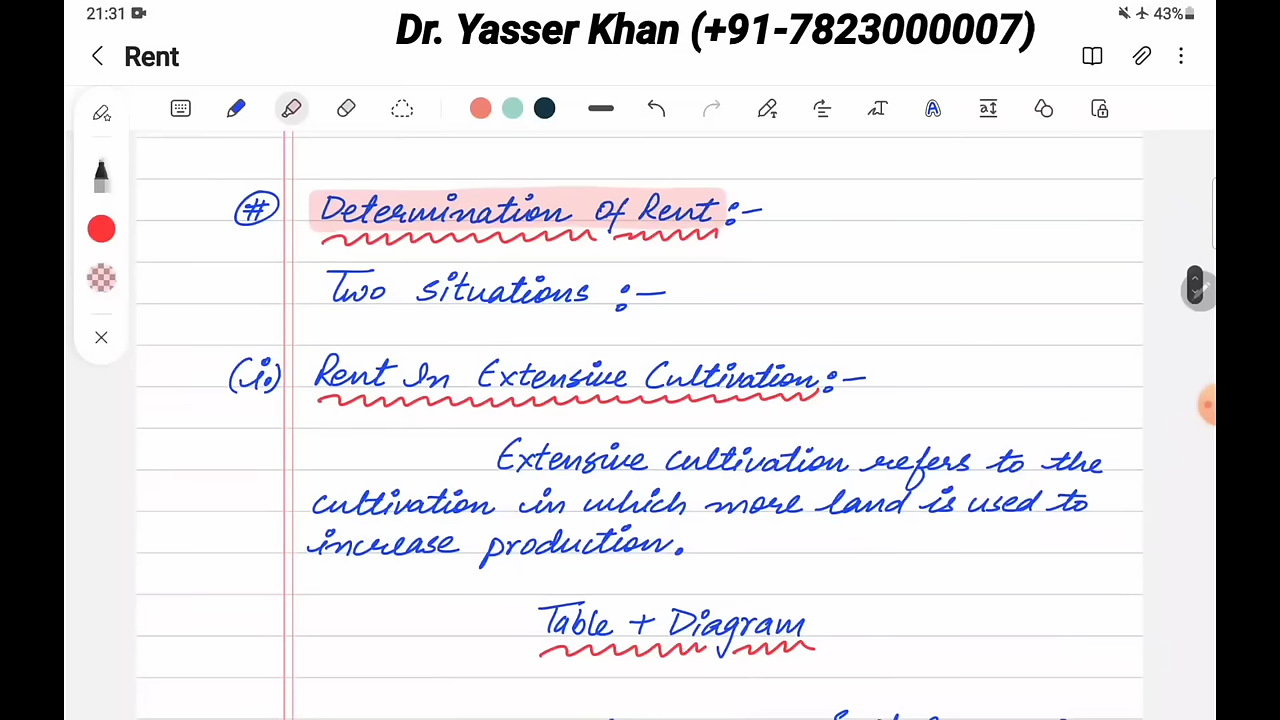 21:31
43%
Dr. Yasser Khan (+91-7823000007)
Rent
# Determination of Rent :-
Two situations :-
(i.) Rent In Extensive Cultivation :-
Extensive cultivation refers to the
cultivation in which more land is used to
increase production.
Table + Diagram